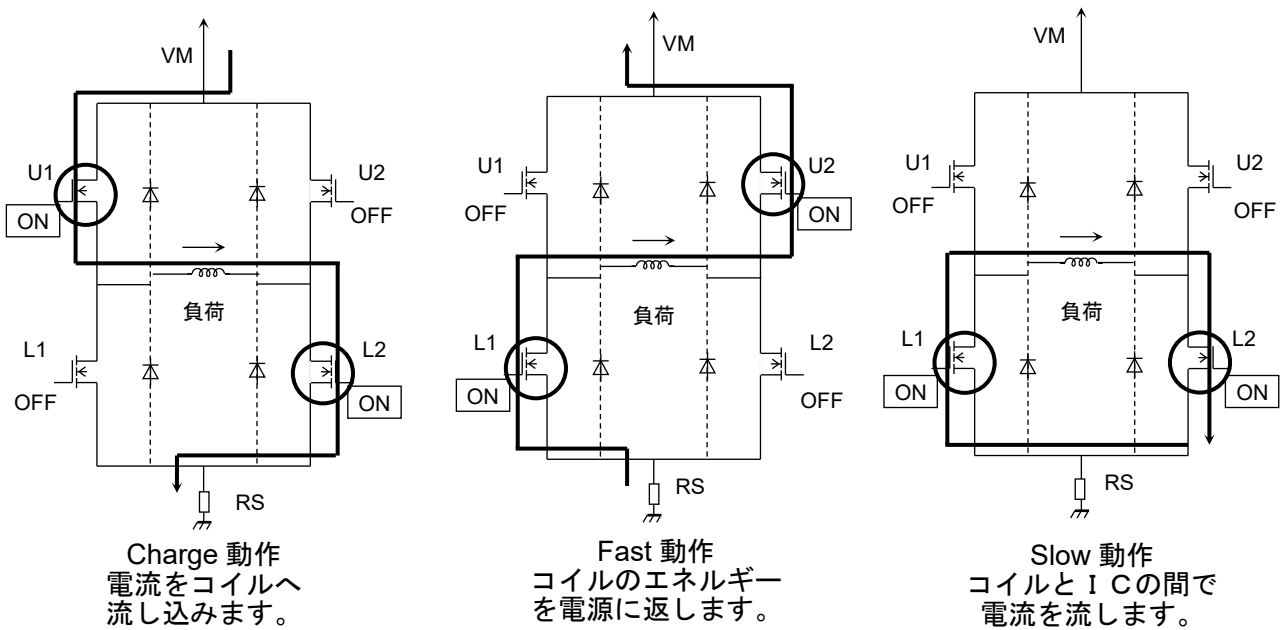 VM
U1
ON
U2
OFF
負荷
L1
OFF
L2
ON
RS
Charge 動作
電流をコイルへ
流し込みます。
VM
U1
OFF
U2
ON
負荷
L1
ON
L2
OFF
RS
Fast 動作
コイルのエネルギー
を電源に返します。
VM
U1
OFF
U2
OFF
負荷
L1
ON
L2
ON
RS
Slow 動作
コイルとＩＣの間で
電流を流します。